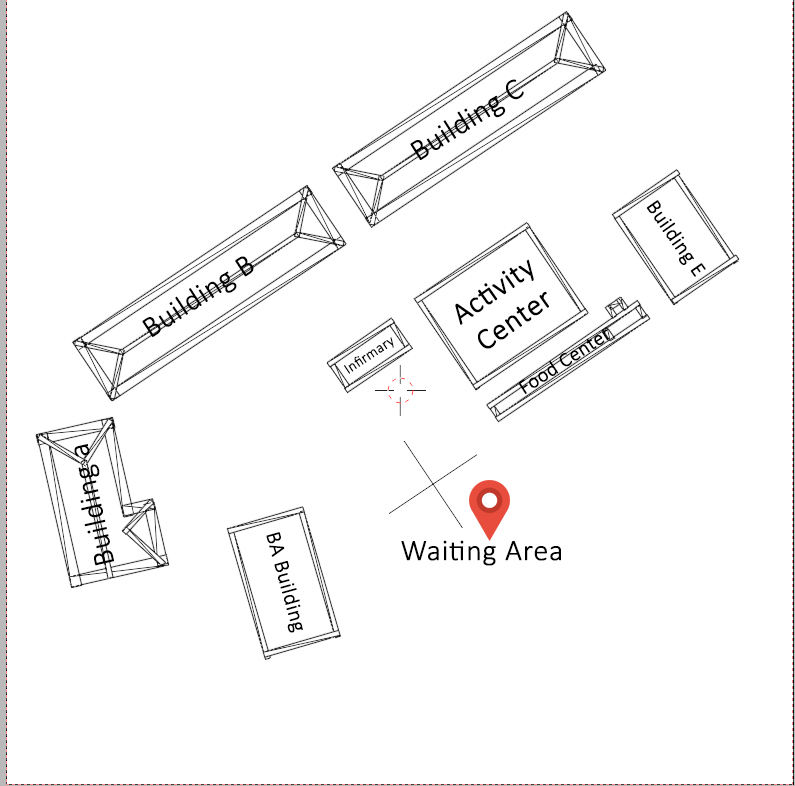 Building C
Building E
Building B
Activity
Center
Infirmary
Food Center
Building a
BA Building
Waiting Area